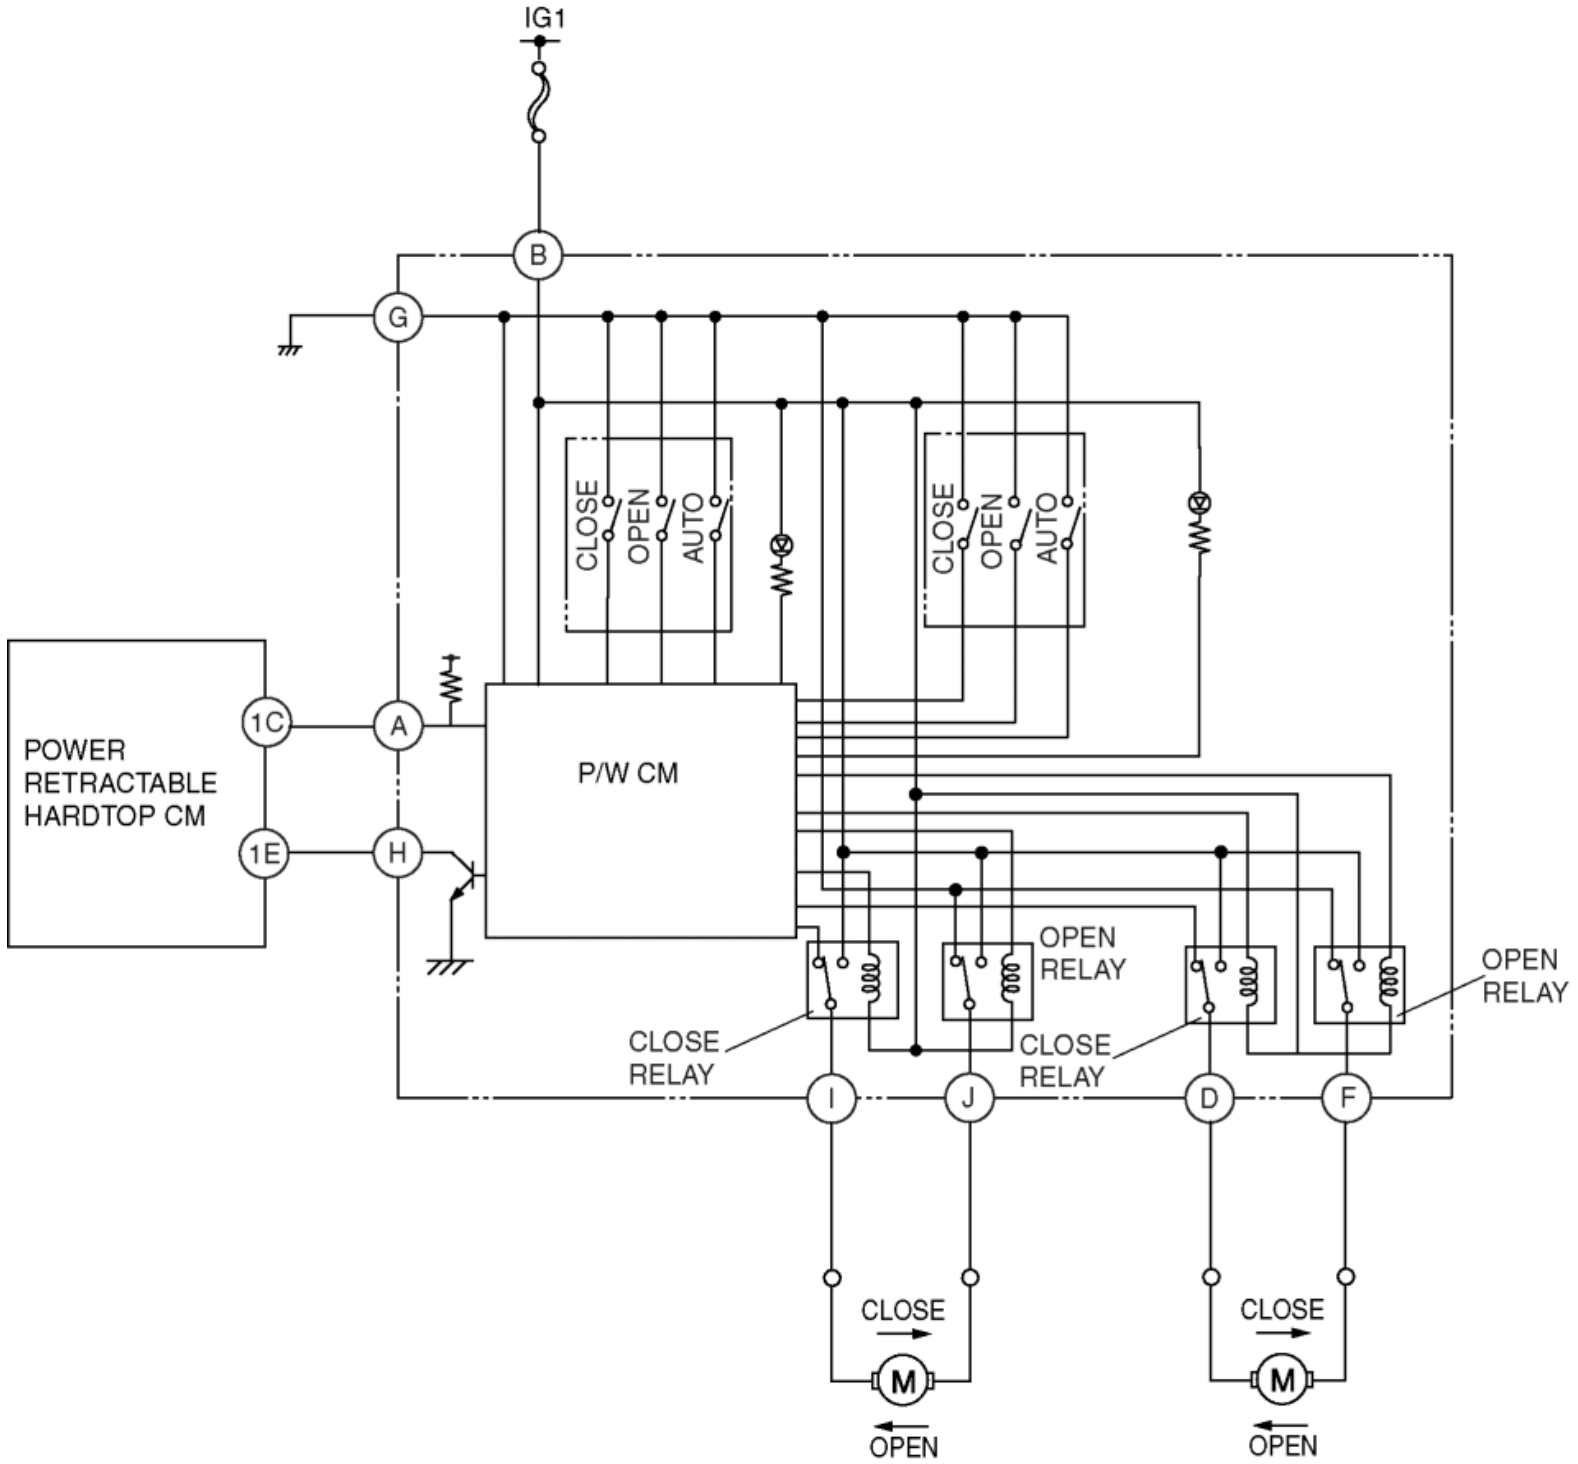 IG1
B
G
CLOSE
OPEN
AUTO
CLOSE
OPEN
AUTO
1C
A
POWER
RETRACTABLE
HARDTOP CM
P/W CM
1E
H
OPEN
RELAY
OPEN
RELAY
CLOSE
RELAY
CLOSE
RELAY
I
J
D
F
CLOSE
M
OPEN
CLOSE
M
OPEN